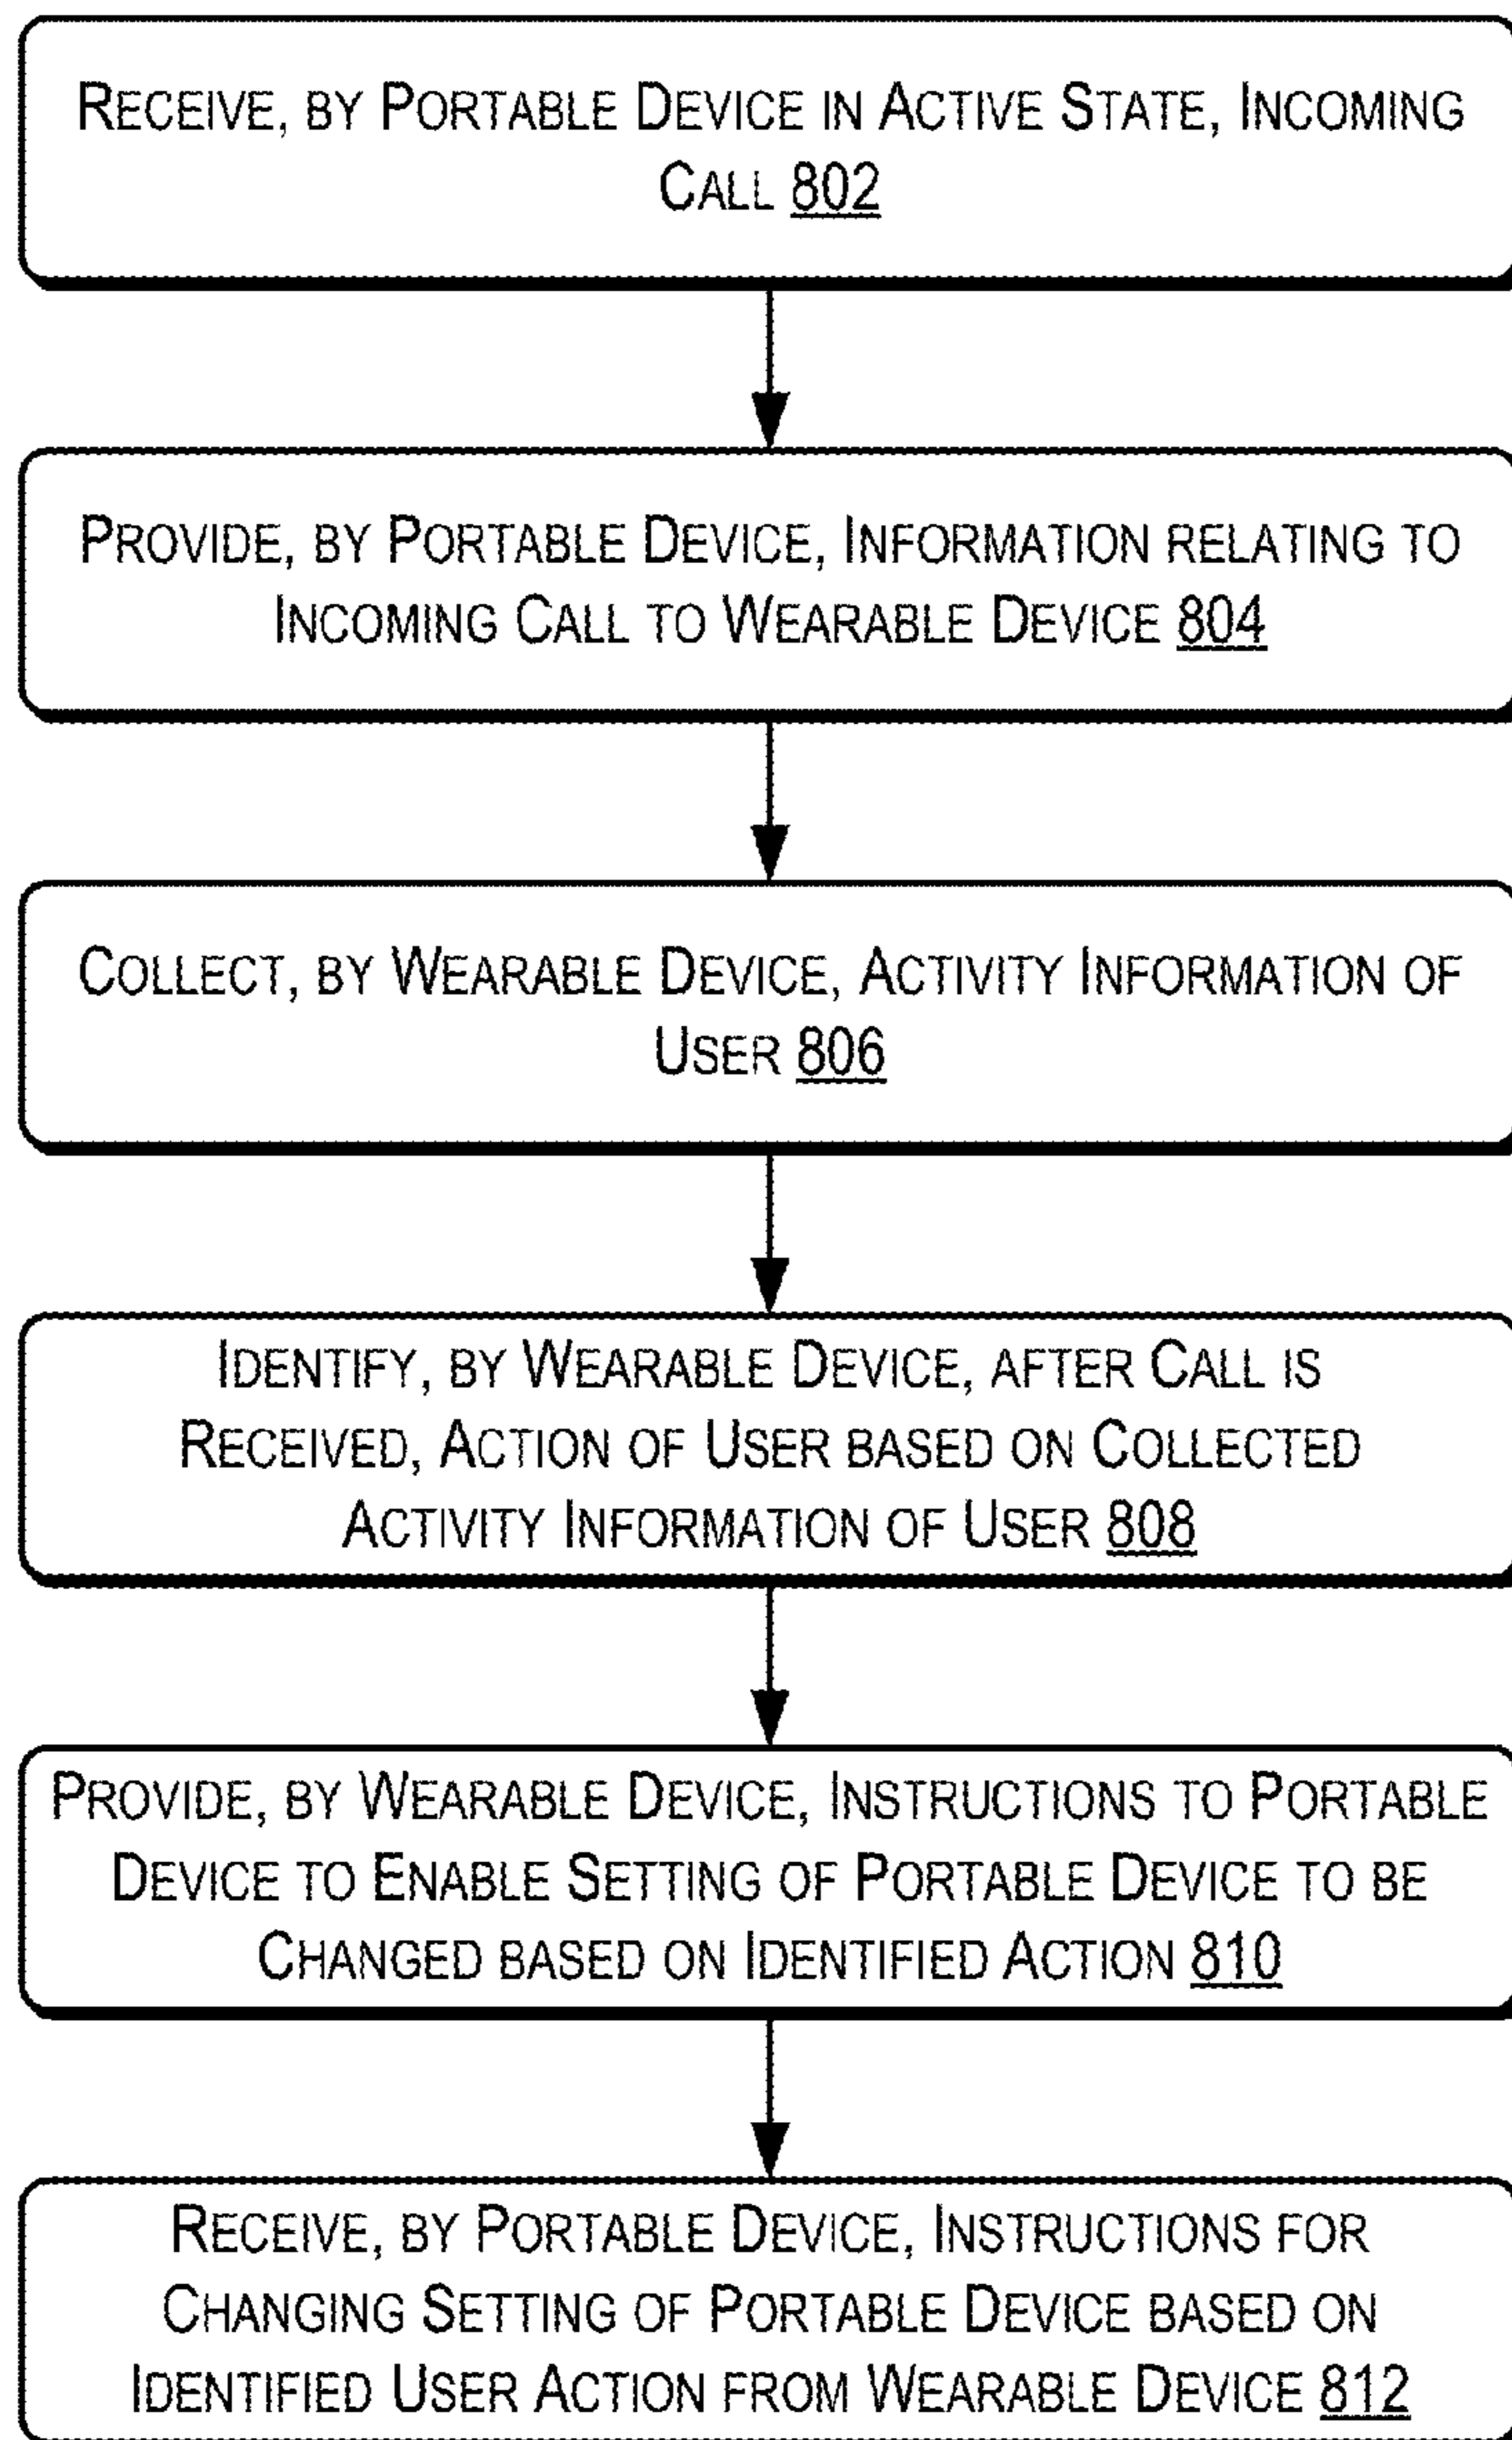 RECEIVE, BY PORTABLE DEVICE IN ACTIVE STATE, INCOMING
CALL 802
PROVIDE, BY PORTABLE DEVICE, INFORMATION RELATING TO
INCOMING CALL TO WEARABLE DEVICE 804
COLLECT, BY WEARABLE DEVICE, ACTIVITY INFORMATION OF
USER 806
IDENTIFY, BY WEARABLE DEVICE, AFTER CALL IS
RECEIVED, ACTION OF USER BASED ON COLLECTED
ACTIVITY INFORMATION OF USER 808
PROVIDE, BY WEARABLE DEVICE, INSTRUCTIONS TO PORTABLE
DEVICE TO ENABLE SETTING OF PORTABLE DEVICE TO BE
CHANGED BASED ON IDENTIFIED ACTION 810
RECEIVE, BY PORTABLE DEVICE, INSTRUCTIONS FOR
CHANGING SETTING OF PORTABLE DEVICE BASED ON
IDENTIFIED USER ACTION FROM WEARABLE DEVICE 812